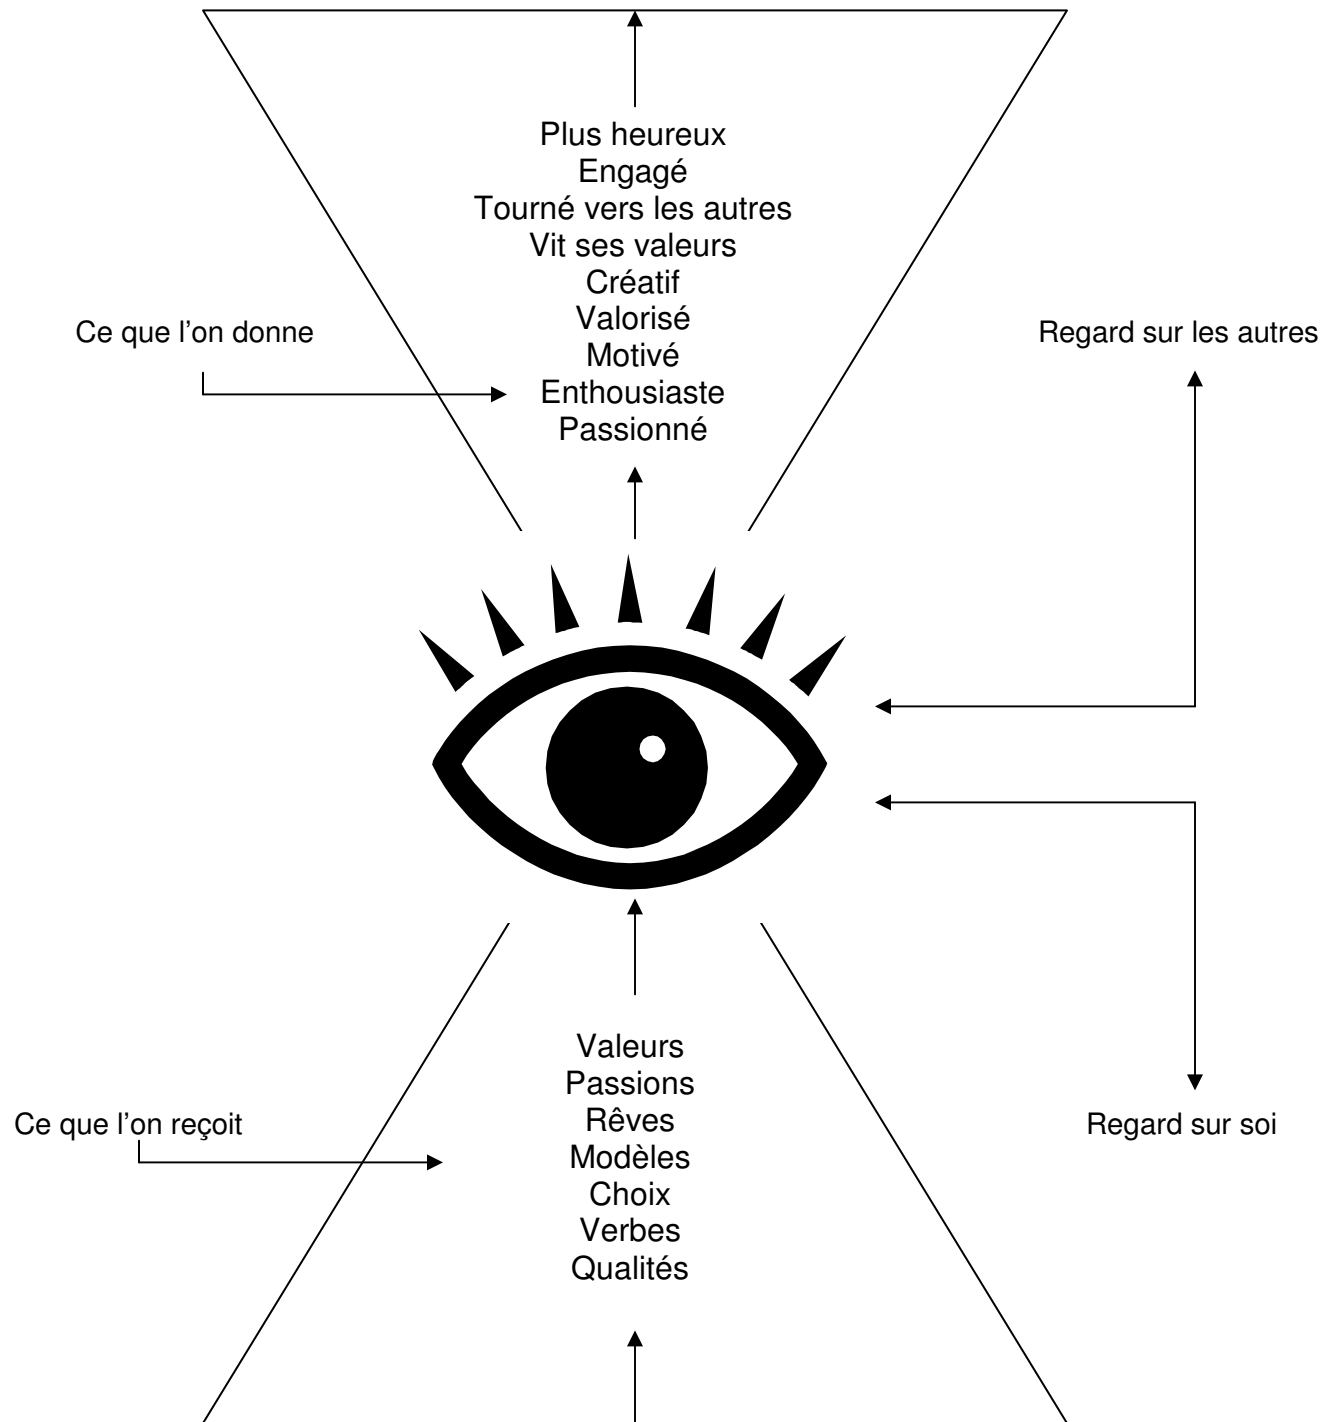 Plus heureux
Engagé
Tourné vers les autres
Vit ses valeurs
Créatif
Valorisé
Motivé
Enthousiaste
Passionné
Ce que l’on donne
Regard sur les autres
Valeurs
Passions
Rêves
Modèles
Choix
Verbes
Qualités
Ce que l’on reçoit
Regard sur soi